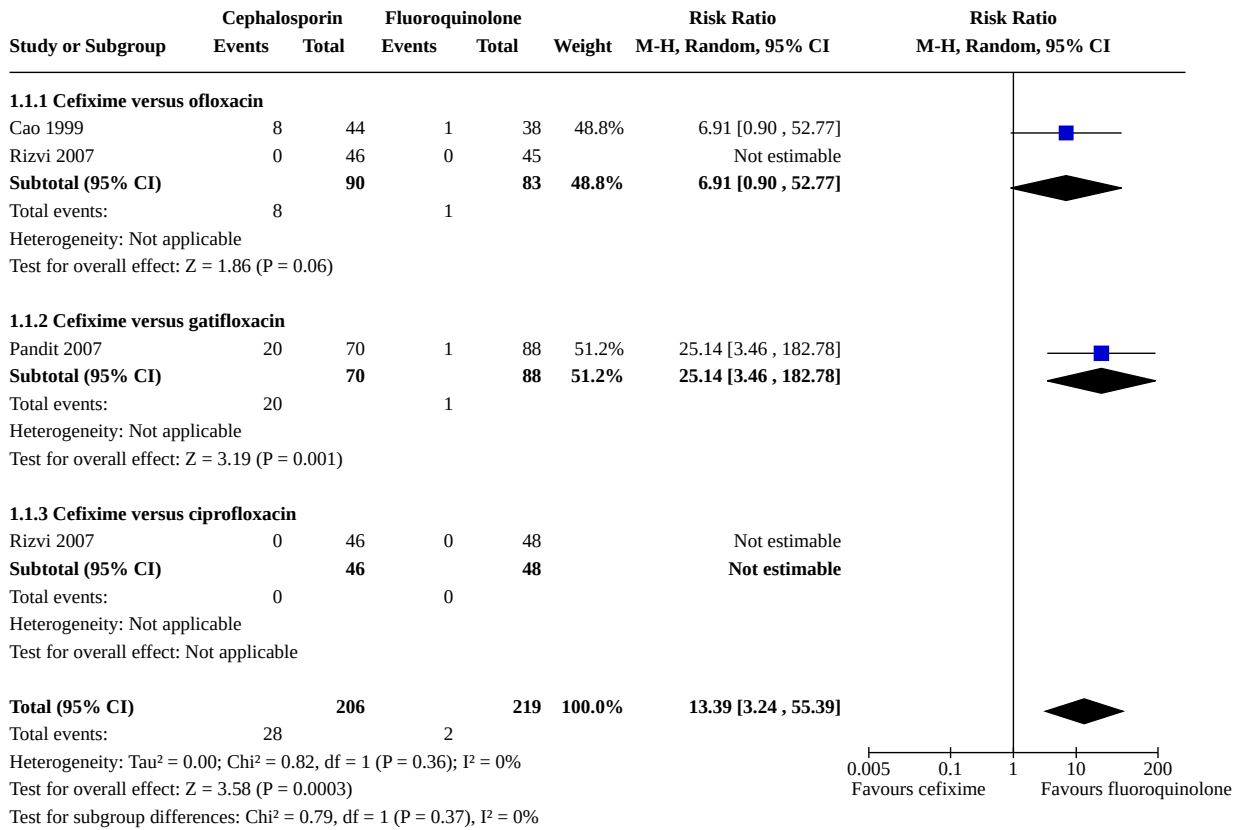 Cephalosporin Fluoroquinolone Risk Ratio Risk Ratio
Study or Subgroup Events Total Events Total Weight M-H, Random, 95% CI M-H, Random, 95% CI
1.1.1 Cefixime versus ofloxacin
Cao 1999 8 44 1 38 48.8% 6.91 [0.90 , 52.77]
Rizvi 2007 0 46 0 45 Not estimable
Subtotal (95% CI) 90 83 48.8% 6.91 [0.90 , 52.77]
Total events: 8 1
Heterogeneity: Not applicable
Test for overall effect: Z = 1.86 (P = 0.06)
1.1.2 Cefixime versus gatifloxacin
Pandit 2007 20 70 1 88 51.2% 25.14 [3.46 , 182.78]
Subtotal (95% CI) 70 88 51.2% 25.14 [3.46 , 182.78]
Total events: 20 1
Heterogeneity: Not applicable
Test for overall effect: Z = 3.19 (P = 0.001)
1.1.3 Cefixime versus ciprofloxacin
Rizvi 2007 0 46 0 48 Not estimable
Subtotal (95% CI) 46 48 Not estimable
Total events: 0 0
Heterogeneity: Not applicable
Test for overall effect: Not applicable
Total (95% CI) 206 219 100.0% 13.39 [3.24 , 55.39]
Total events: 28 2
Heterogeneity: Tau² = 0.00; Chi² = 0.82, df = 1 (P = 0.36); I² = 0%
0.005 0.1 1 10 200
Test for overall effect: Z = 3.58 (P = 0.0003) Favours cefixime Favours fluoroquinolone
Test for subgroup differences: Chi² = 0.79, df = 1 (P = 0.37), I² = 0%